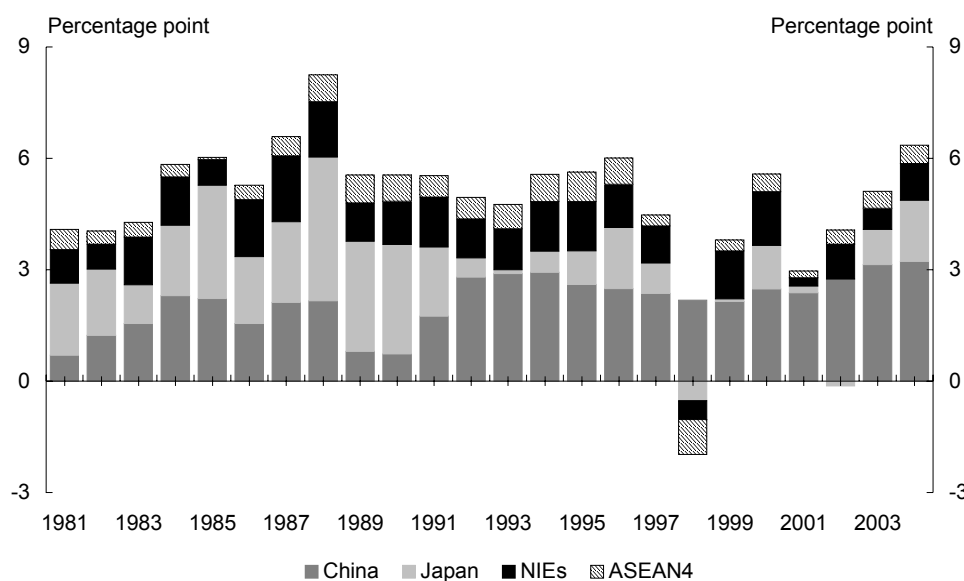 Percentage point Percentage point
9 9
6 6
3 3
0 0
-3 -3
1981 1983 1985 1987 1989 1991 1993 1995 1997 1999 2001 2003
China Japan NIEs ASEAN4